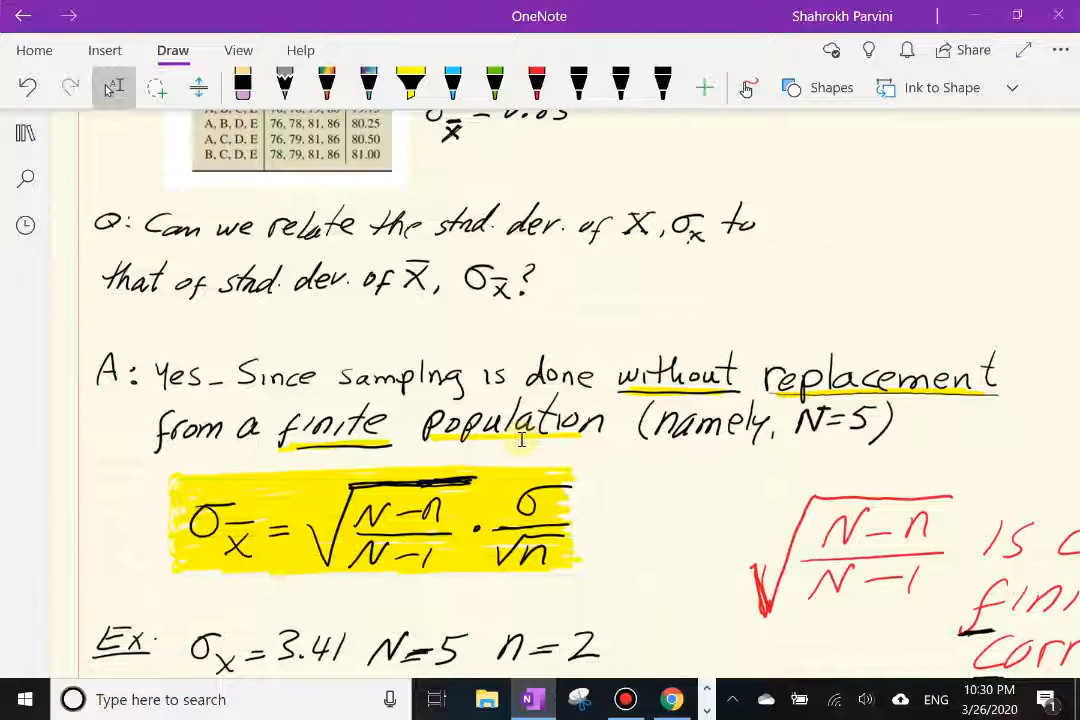 OneNote
Shahrokh Parvini
Home Insert Draw View Help
Share
Shapes
Ink to Shape
A, B, D, E 76, 78, 81, 86 80.25
A, C, D, E 76, 79, 81, 86 80.50
B, C, D, E 78, 79, 81, 86 81.00
Q: Can we relate the stnd. dev. of X, σx to
that of stnd. dev. of x̄, σx̄?
A: Yes - Since samplng is done without replacement
from a finite population (namely, N=5)
σx̄ = √((N-n)/(N-1)) · σ/√n
√((N-n)/(N-1)) is
Ex: σx = 3.41 N=5 n=2
Type here to search
ENG
10:30 PM
3/26/2020
1